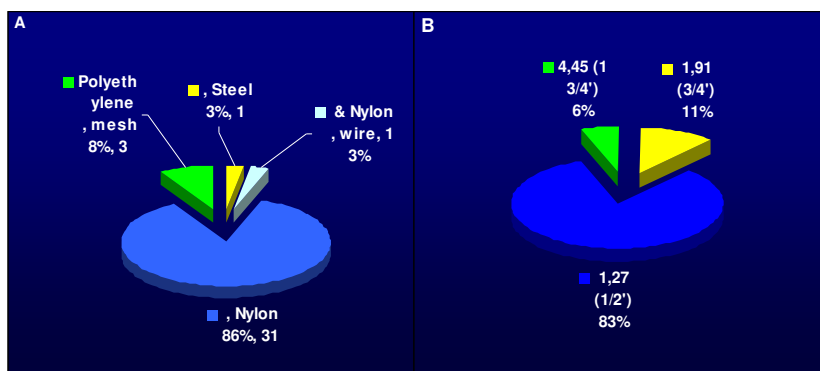 A
Polyeth
ylene
, mesh
8%, 3
, Steel
3%, 1
& Nylon
, wire, 1
3%
, Nylon
86%, 31
B
4,45 (1
3/4')
6%
1,91
(3/4')
11%
1,27
(1/2')
83%